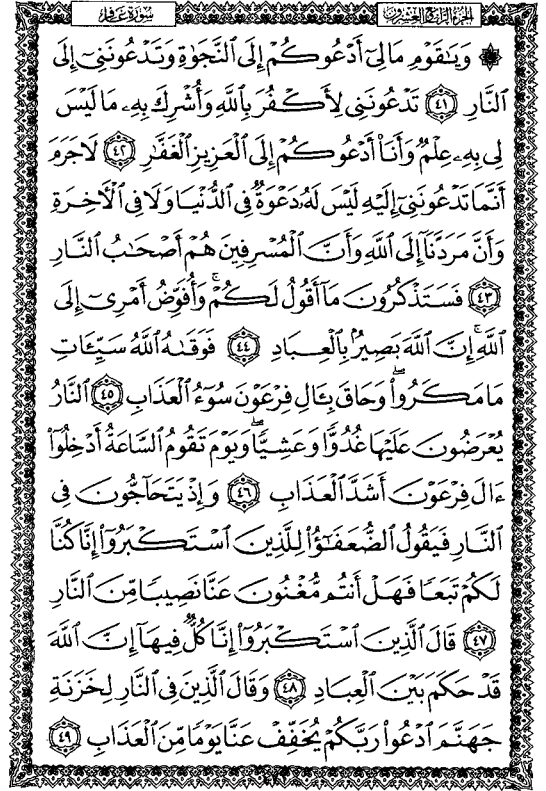 الجزء الرابع والعشرون سورة غافر
۞ وَيَٰقَوْمِ مَالِيٓ أَدْعُوكُمْ إِلَى ٱلنَّجَوٰةِ وَتَدْعُونَنِيٓ إِلَى
ٱلنَّارِ ٤١ تَدْعُونَنِي لِأَكْفُرَ بِٱللَّهِ وَأُشْرِكَ بِهِۦ مَا لَيْسَ
لِي بِهِۦ عِلْمٌ وَأَنَا۠ أَدْعُوكُمْ إِلَى ٱلْعَزِيزِ ٱلْغَفَّٰرِ ٤٢ لَاجَرَمَ
أَنَّمَا تَدْعُونَنِيٓ إِلَيْهِ لَيْسَ لَهُۥ دَعْوَةٌ فِي ٱلدُّنْيَا وَلَا فِي ٱلْأَخِرَةِ
وَأَنَّ مَرَدَّنَآ إِلَى ٱللَّهِ وَأَنَّ ٱلْمُسْرِفِينَ هُمْ أَصْحَٰبُ ٱلنَّارِ
٤٣ فَسَتَذْكُرُونَ مَآ أَقُولُ لَكُمْ ۚ وَأُفَوِّضُ أَمْرِيٓ إِلَى
ٱللَّهِ ۚ إِنَّ ٱللَّهَ بَصِيرٌۢ بِٱلْعِبَادِ ٤٤ فَوَقَىٰهُ ٱللَّهُ سَيِّـَٔاتِ
مَا مَكَرُوا۟ ۖ وَحَاقَ بِـَٔالِ فِرْعَوْنَ سُوٓءُ ٱلْعَذَابِ ٤٥ ٱلنَّارُ
يُعْرَضُونَ عَلَيْهَا غُدُوًّا وَعَشِيًّا ۖ وَيَوْمَ تَقُومُ ٱلسَّاعَةُ أَدْخِلُوٓا۟
ءَالَ فِرْعَوْنَ أَشَدَّ ٱلْعَذَابِ ٤٦ وَإِذْ يَتَحَآجُّونَ فِي
ٱلنَّارِ فَيَقُولُ ٱلضُّعَفَٰٓؤُا۟ لِلَّذِينَ ٱسْتَكْبَرُوٓا۟ إِنَّا كُنَّا
لَكُمْ تَبَعًا فَهَلْ أَنتُم مُّغْنُونَ عَنَّا نَصِيبًا مِّنَ ٱلنَّارِ
٤٧ قَالَ ٱلَّذِينَ ٱسْتَكْبَرُوٓا۟ إِنَّا كُلٌّ فِيهَآ إِنَّ ٱللَّهَ
قَدْ حَكَمَ بَيْنَ ٱلْعِبَادِ ٤٨ وَقَالَ ٱلَّذِينَ فِي ٱلنَّارِ لِخَزَنَةِ
جَهَنَّمَ ٱدْعُوا۟ رَبَّكُمْ يُخَفِّفْ عَنَّا يَوْمًا مِّنَ ٱلْعَذَابِ ٤٩